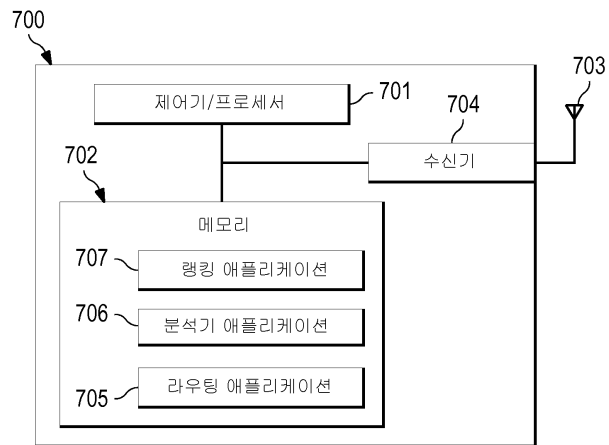 700
703
제어기/프로세서
701
704
702
수신기
메모리
707
랭킹 애플리케이션
706
분석기 애플리케이션
705
라우팅 애플리케이션